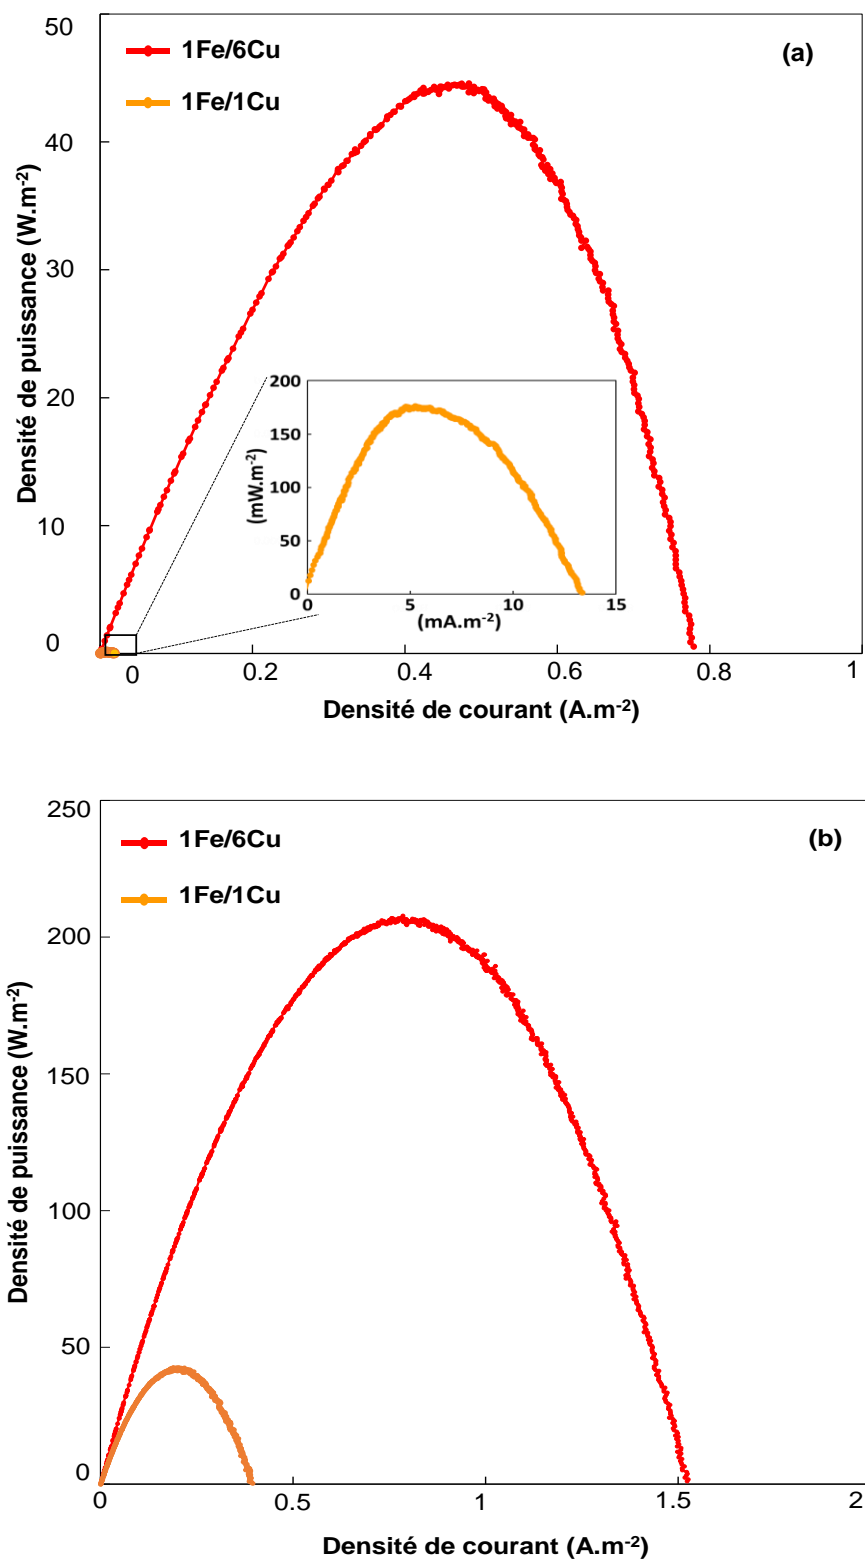 50
1Fe/6Cu
(a)
1Fe/1Cu
40
Densité de puissance (W.m-2)
30
20
200
150
(mW.m-2)
100
50
0
0
5
10
15
(mA.m-2)
10
0
0
0.2
0.4
0.6
0.8
1
Densité de courant (A.m-2)
250
1Fe/6Cu
(b)
1Fe/1Cu
200
Densité de puissance (W.m-2)
150
100
50
0
0
0.5
1
1.5
2
Densité de courant (A.m-2)